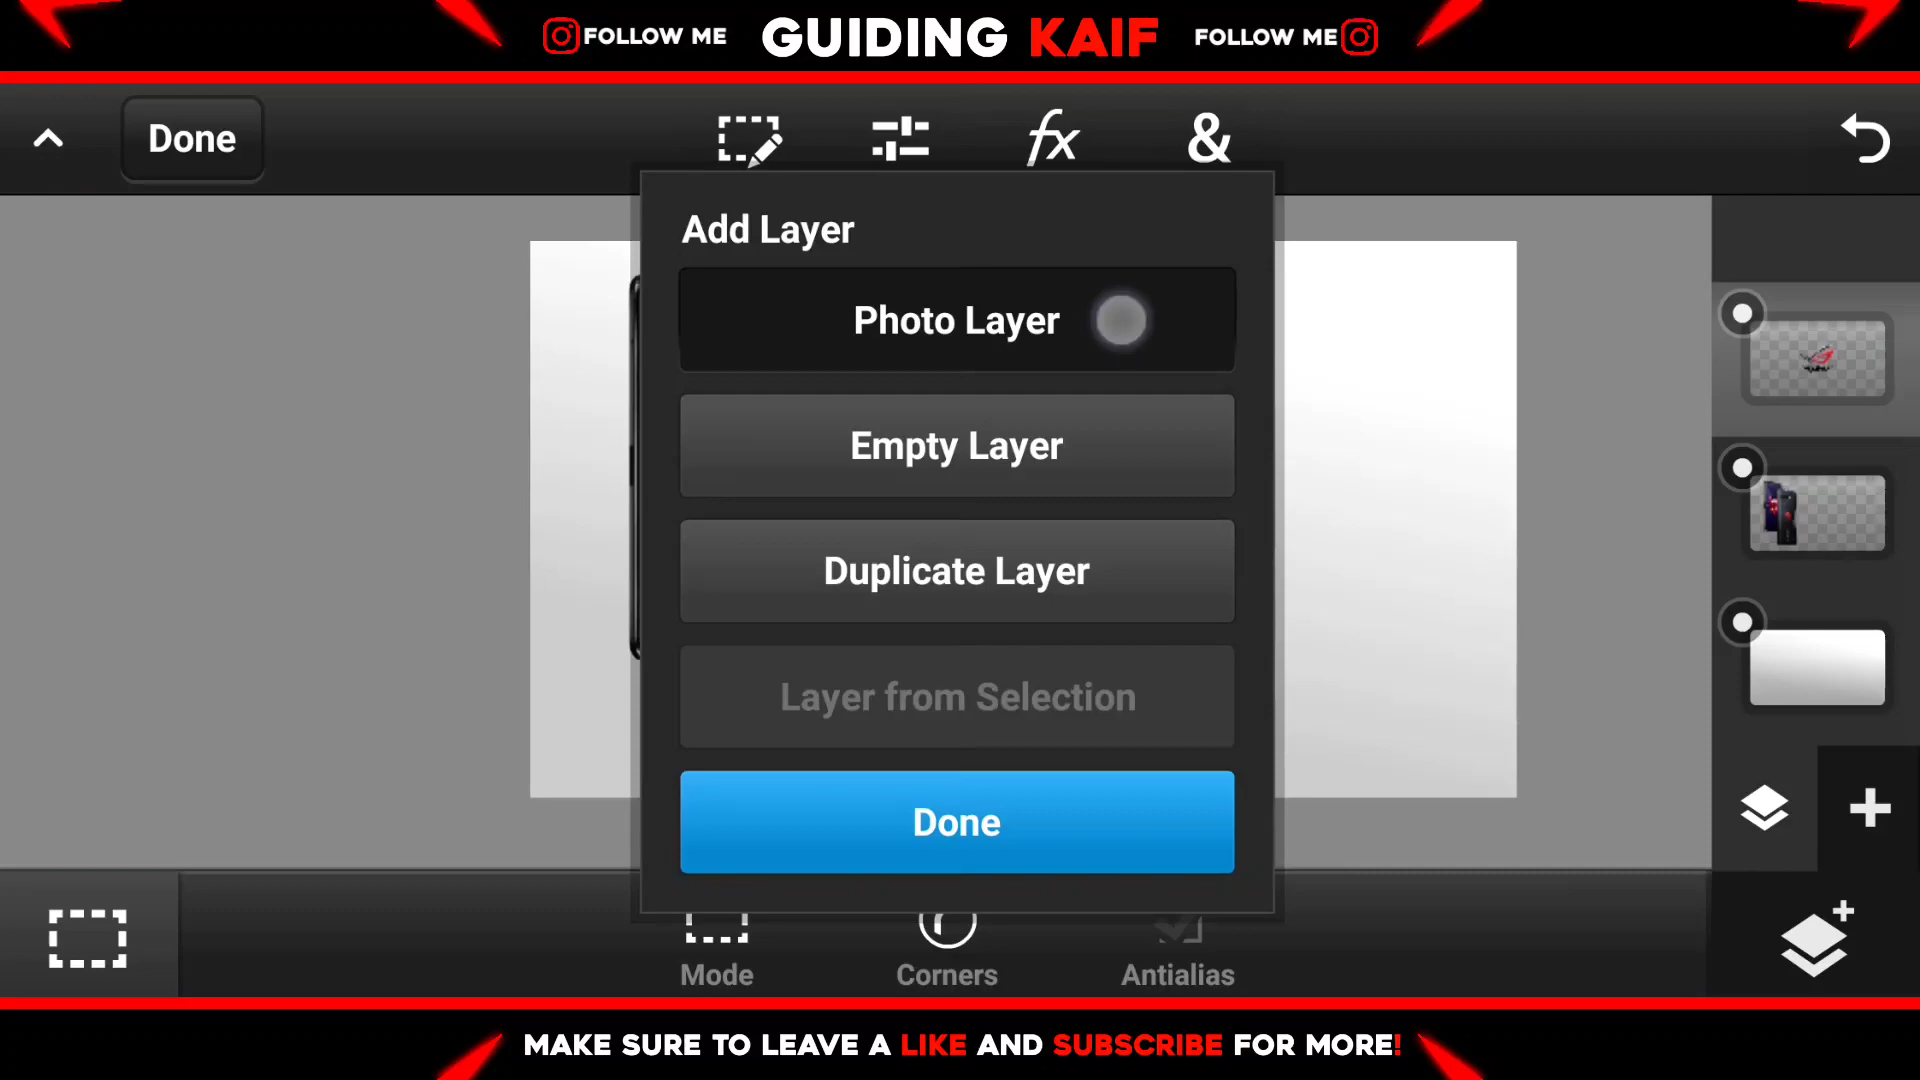 FOLLOW ME GUIDING KAIF FOLLOW ME
Done fx &
Add Layer
Photo Layer
Empty Layer
Duplicate Layer
Layer from Selection
Done
Mode Corners Antialias
MAKE SURE TO LEAVE A LIKE AND SUBSCRIBE FOR MORE!